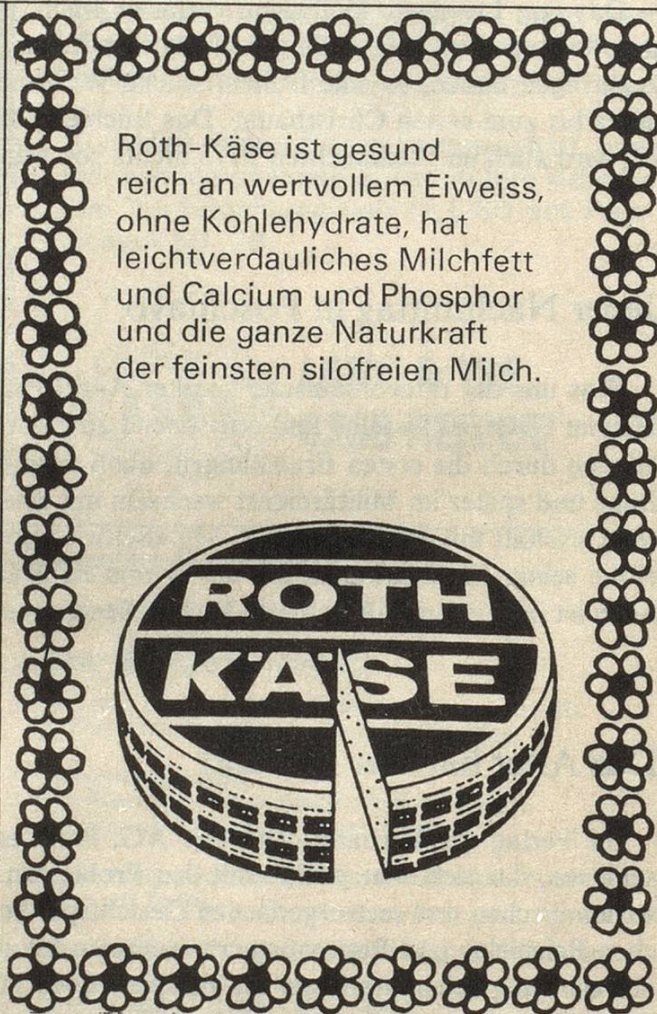 Roth-Käse ist gesund
reich an wertvollem Eiweiss,
ohne Kohlehydrate, hat
leichtverdauliches Milchfett
und Calcium und Phosphor
und die ganze Naturkraft
der feinsten silofreien Milch.
ROTH
KÄSE